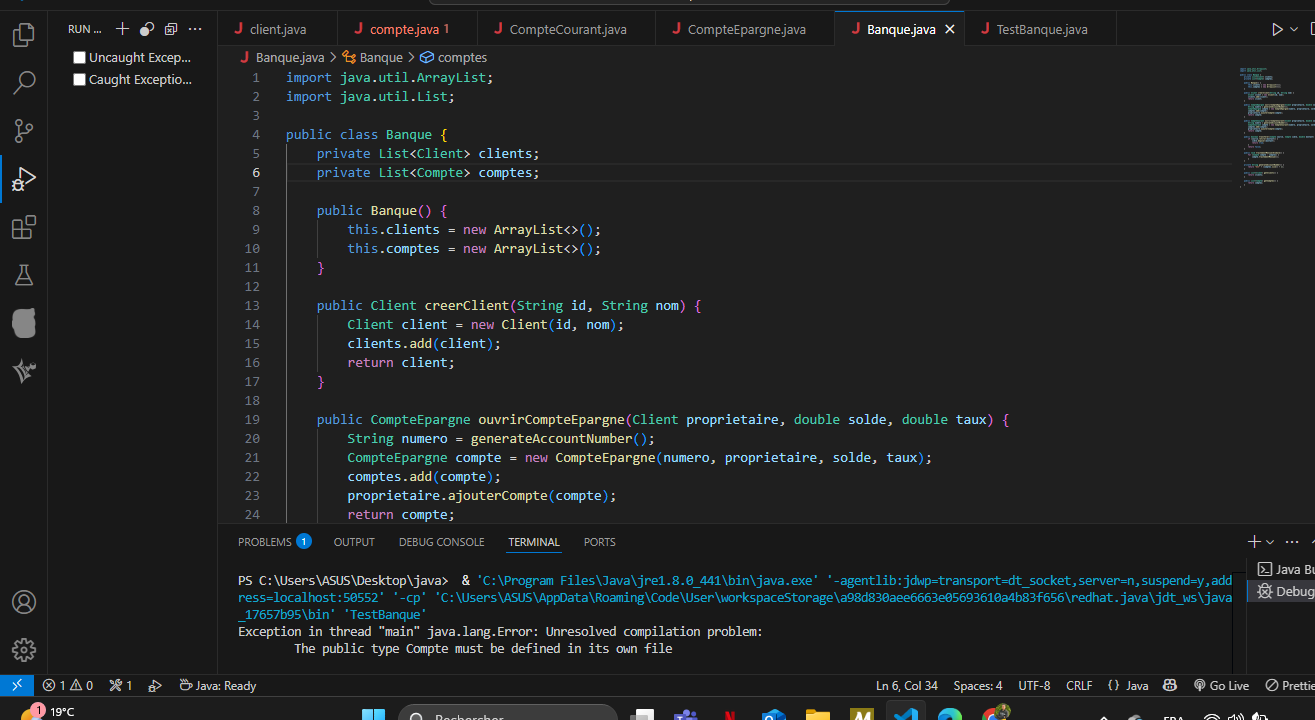 RUN ...
Uncaught Excep...
Caught Exceptio...
client.java
compte.java 1
CompteCourant.java
CompteEpargne.java
Banque.java
TestBanque.java
Banque.java > Banque > comptes
1 import java.util.ArrayList;
2 import java.util.List;
3
4 public class Banque {
5 private List<Client> clients;
6 private List<Compte> comptes;
7
8 public Banque() {
9 this.clients = new ArrayList<>();
10 this.comptes = new ArrayList<>();
11 }
12
13 public Client creerClient(String id, String nom) {
14 Client client = new Client(id, nom);
15 clients.add(client);
16 return client;
17 }
18
19 public CompteEpargne ouvrirCompteEpargne(Client proprietaire, double solde, double taux) {
20 String numero = generateAccountNumber();
21 CompteEpargne compte = new CompteEpargne(numero, proprietaire, solde, taux);
22 comptes.add(compte);
23 proprietaire.ajouterCompte(compte);
24 return compte;
PROBLEMS 1 OUTPUT DEBUG CONSOLE TERMINAL PORTS
PS C:\Users\ASUS\Desktop\java> & 'C:\Program Files\Java\jre1.8.0_441\bin\java.exe' '-agentlib:jdwp=transport=dt_socket,server=n,suspend=y,add
ress=localhost:50552' '-cp' 'C:\Users\ASUS\AppData\Roaming\Code\User\workspaceStorage\a98d830aee6663e05693610a4b83f656\redhat.java\jdt_ws\java
_17657b95\bin' 'TestBanque'
Exception in thread "main" java.lang.Error: Unresolved compilation problem:
The public type Compte must be defined in its own file
Java Bu
Debug
1 0 1 Java: Ready Ln 6, Col 34 Spaces: 4 UTF-8 CRLF {} Java Go Live Prettie
1 19°C
Rechercher
FRA